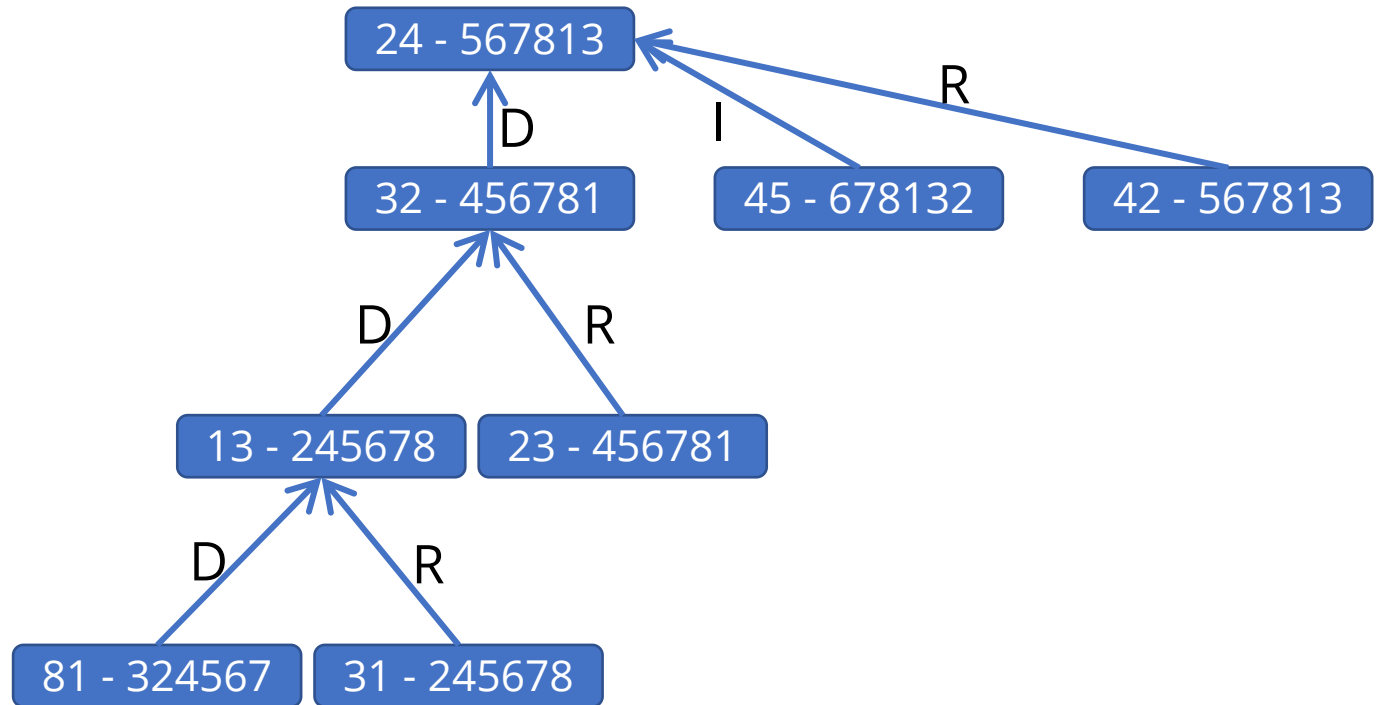 24 - 567813
D
I
R
32 - 456781
45 - 678132
42 - 567813
D
R
13 - 245678
23 - 456781
D
R
81 - 324567
31 - 245678